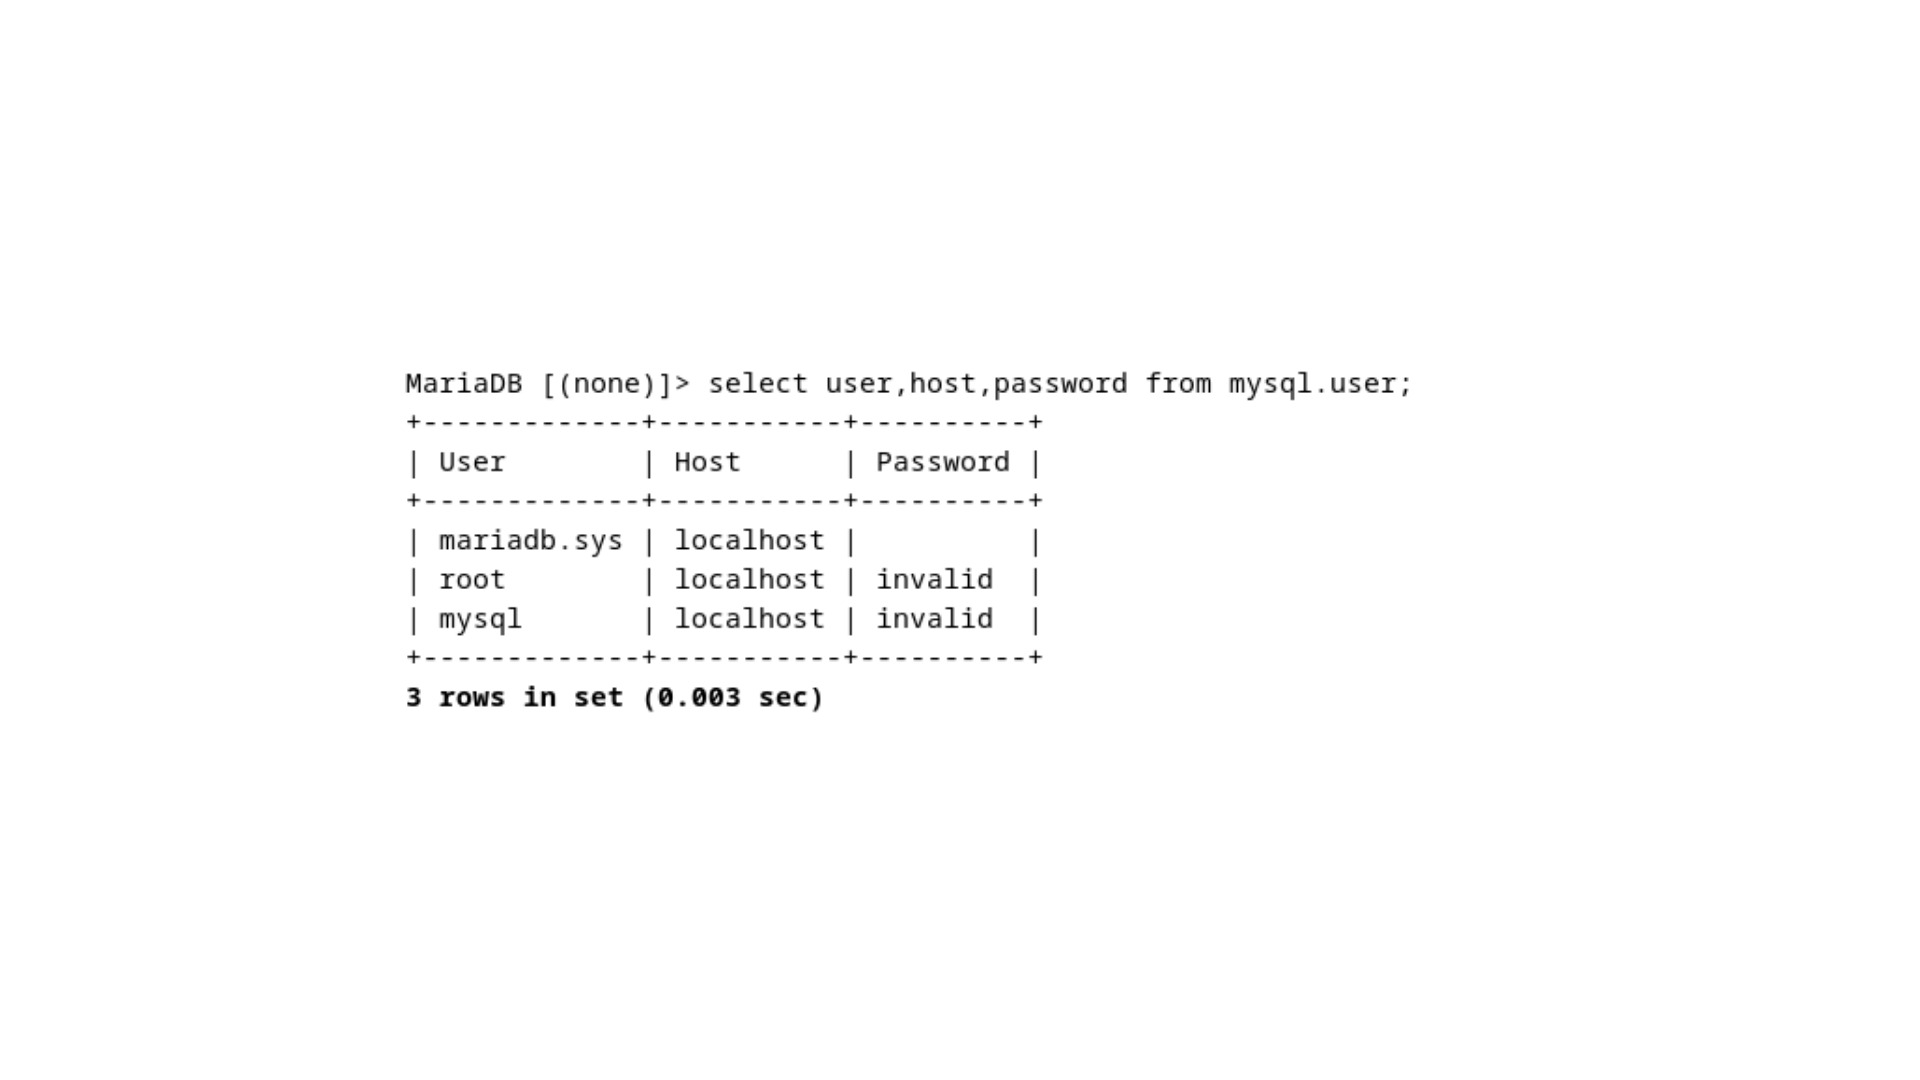 MariaDB [(none)]> select user,host,password from mysql.user;
+-------------+-----------+----------+
| User        | Host      | Password |
+-------------+-----------+----------+
| mariadb.sys | localhost |          |
| root        | localhost | invalid  |
| mysql       | localhost | invalid  |
+-------------+-----------+----------+
3 rows in set (0.003 sec)